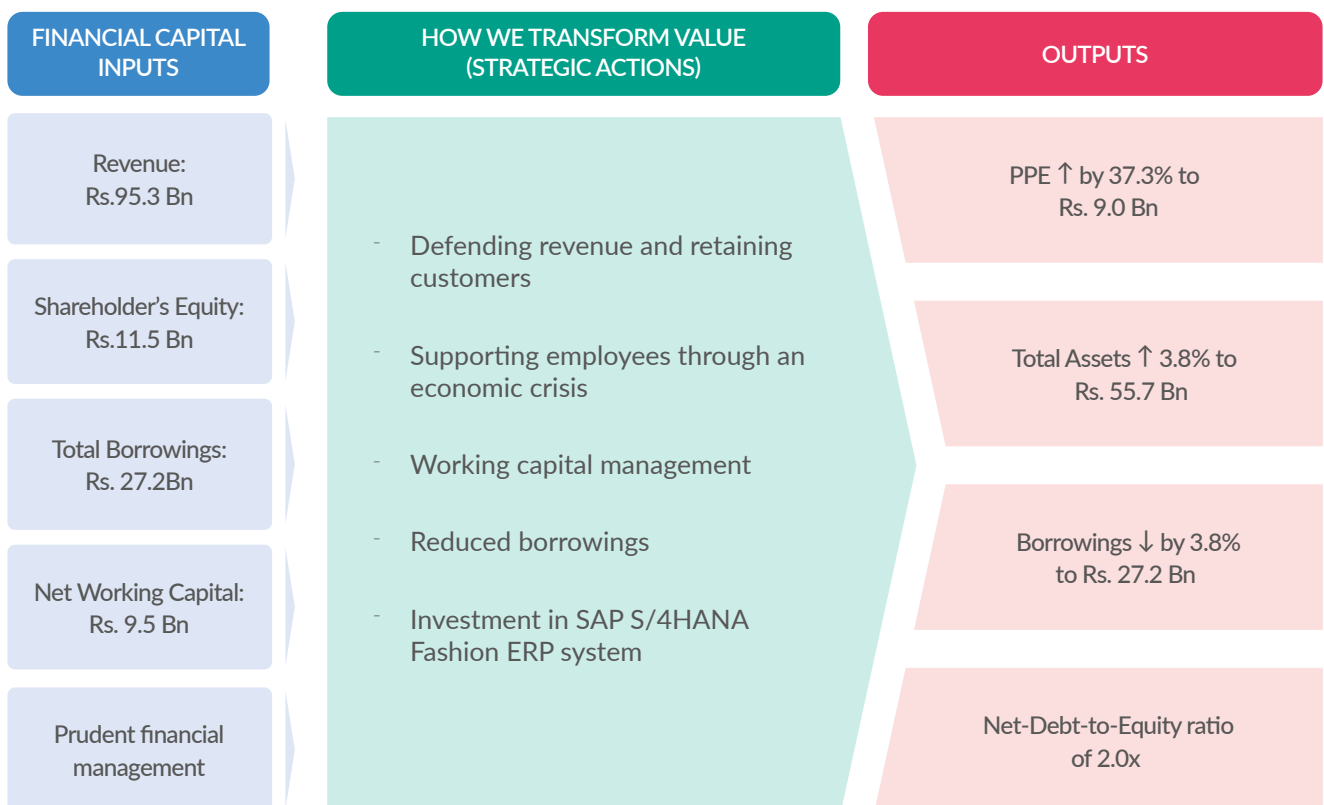 FINANCIAL CAPITAL
INPUTS
Revenue:
Rs.95.3 Bn
Shareholder’s Equity:
Rs.11.5 Bn
Total Borrowings:
Rs. 27.2Bn
Net Working Capital:
Rs. 9.5 Bn
Prudent financial
management
HOW WE TRANSFORM VALUE
(STRATEGIC ACTIONS)
- Defending revenue and retaining
customers
- Supporting employees through an
economic crisis
- Working capital management
- Reduced borrowings
- Investment in SAP S/4HANA
Fashion ERP system
OUTPUTS
PPE ↑ by 37.3% to
Rs. 9.0 Bn
Total Assets ↑ 3.8% to
Rs. 55.7 Bn
Borrowings ↓ by 3.8%
to Rs. 27.2 Bn
Net-Debt-to-Equity ratio
of 2.0x